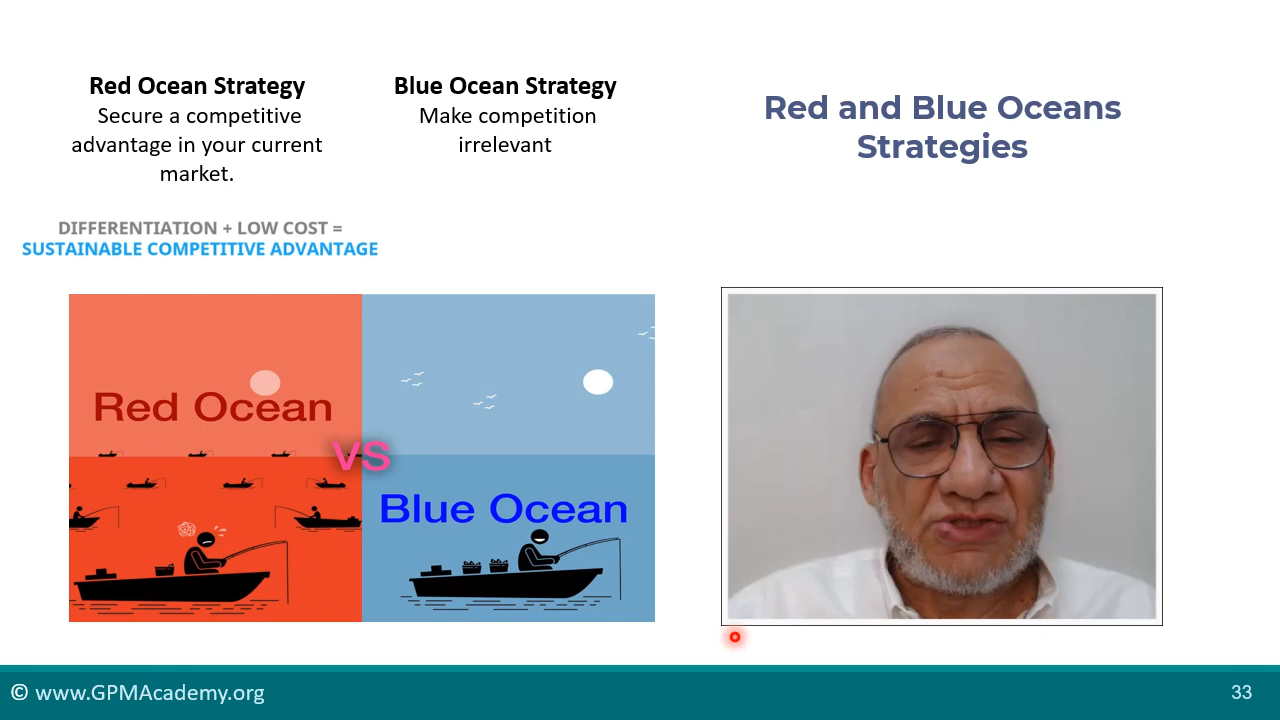 Red Ocean Strategy
Secure a competitive
advantage in your current
market.
Blue Ocean Strategy
Make competition
irrelevant
Red and Blue Oceans
Strategies
DIFFERENTIATION + LOW COST =
SUSTAINABLE COMPETITIVE ADVANTAGE
Red Ocean
VS
Blue Ocean
© www.GPMAcademy.org
33